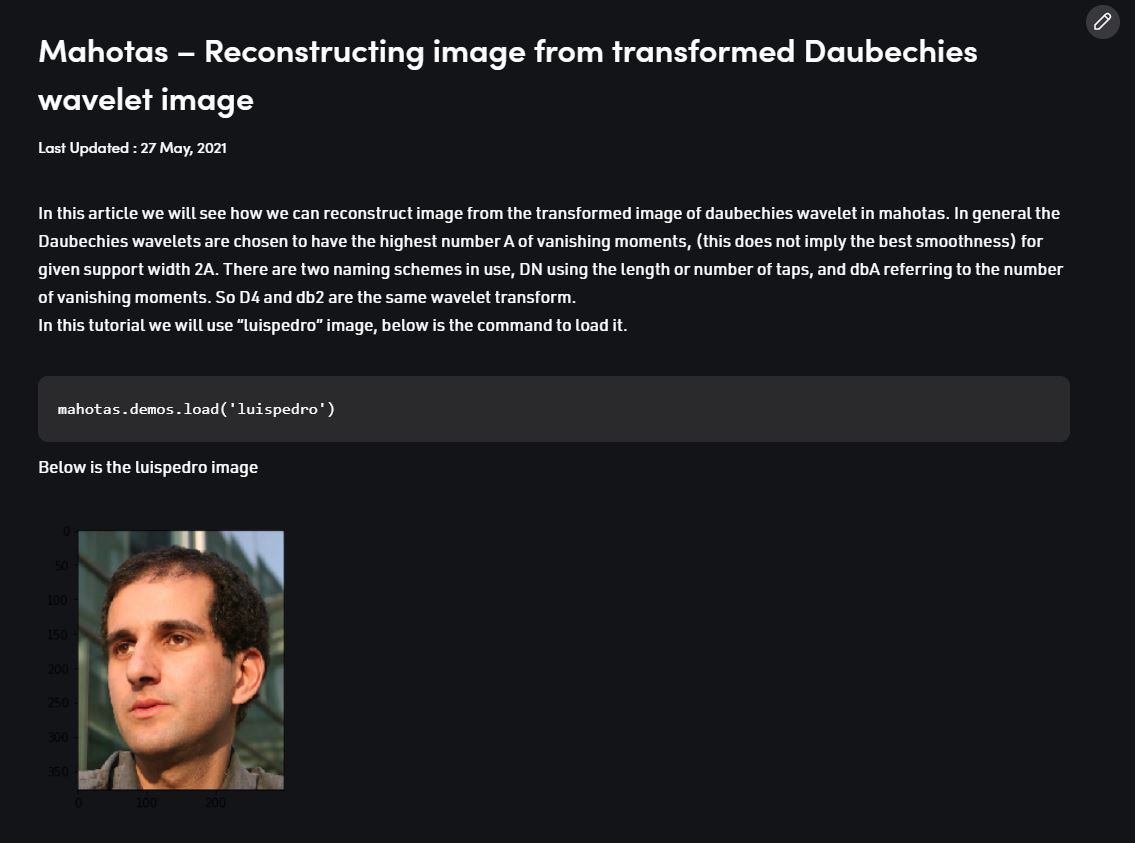 Mahotas – Reconstructing image from transformed Daubechies
wavelet image
Last Updated : 27 May, 2021
In this article we will see how we can reconstruct image from the transformed image of daubechies wavelet in mahotas. In general the
Daubechies wavelets are chosen to have the highest number A of vanishing moments, (this does not imply the best smoothness) for
given support width 2A. There are two naming schemes in use, DN using the length or number of taps, and dbA referring to the number
of vanishing moments. So D4 and db2 are the same wavelet transform.
In this tutorial we will use “luispedro” image, below is the command to load it.
mahotas.demos.load('luispedro')
Below is the luispedro image
0
50
100
150
200
250
300
350
0 100 200